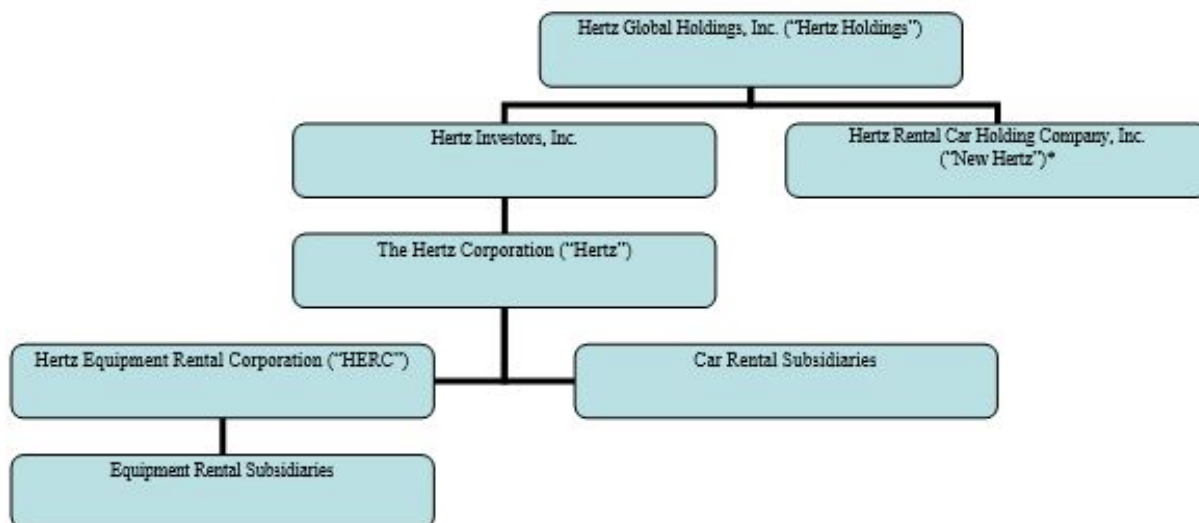 Hertz Global Holdings, Inc. (“Hertz Holdings”)
Hertz Investors, Inc.
Hertz Rental Car Holding Company, Inc.
(“New Hertz”)*
The Hertz Corporation (“Hertz”)
Hertz Equipment Rental Corporation (“HERC”)
Car Rental Subsidiaries
Equipment Rental Subsidiaries